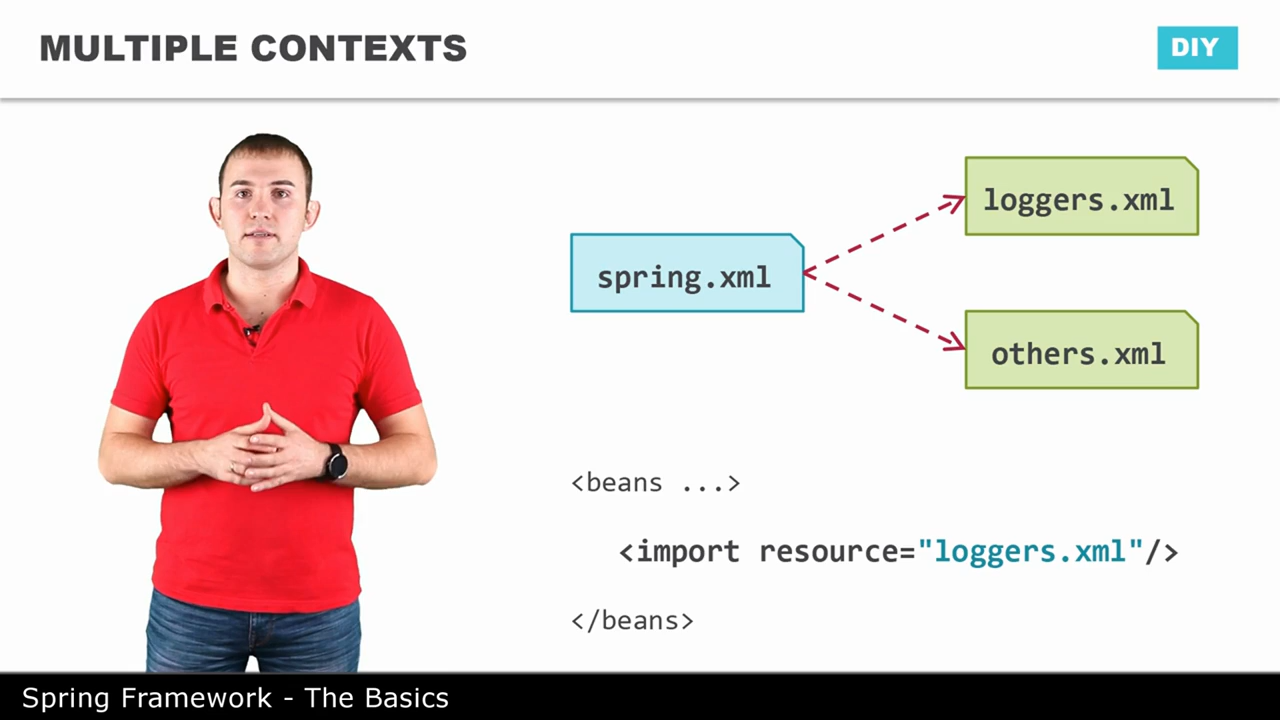 MULTIPLE CONTEXTS
DIY
loggers.xml
spring.xml
others.xml
<beans ...>
<import resource="loggers.xml"/>
</beans>
Spring Framework - The Basics